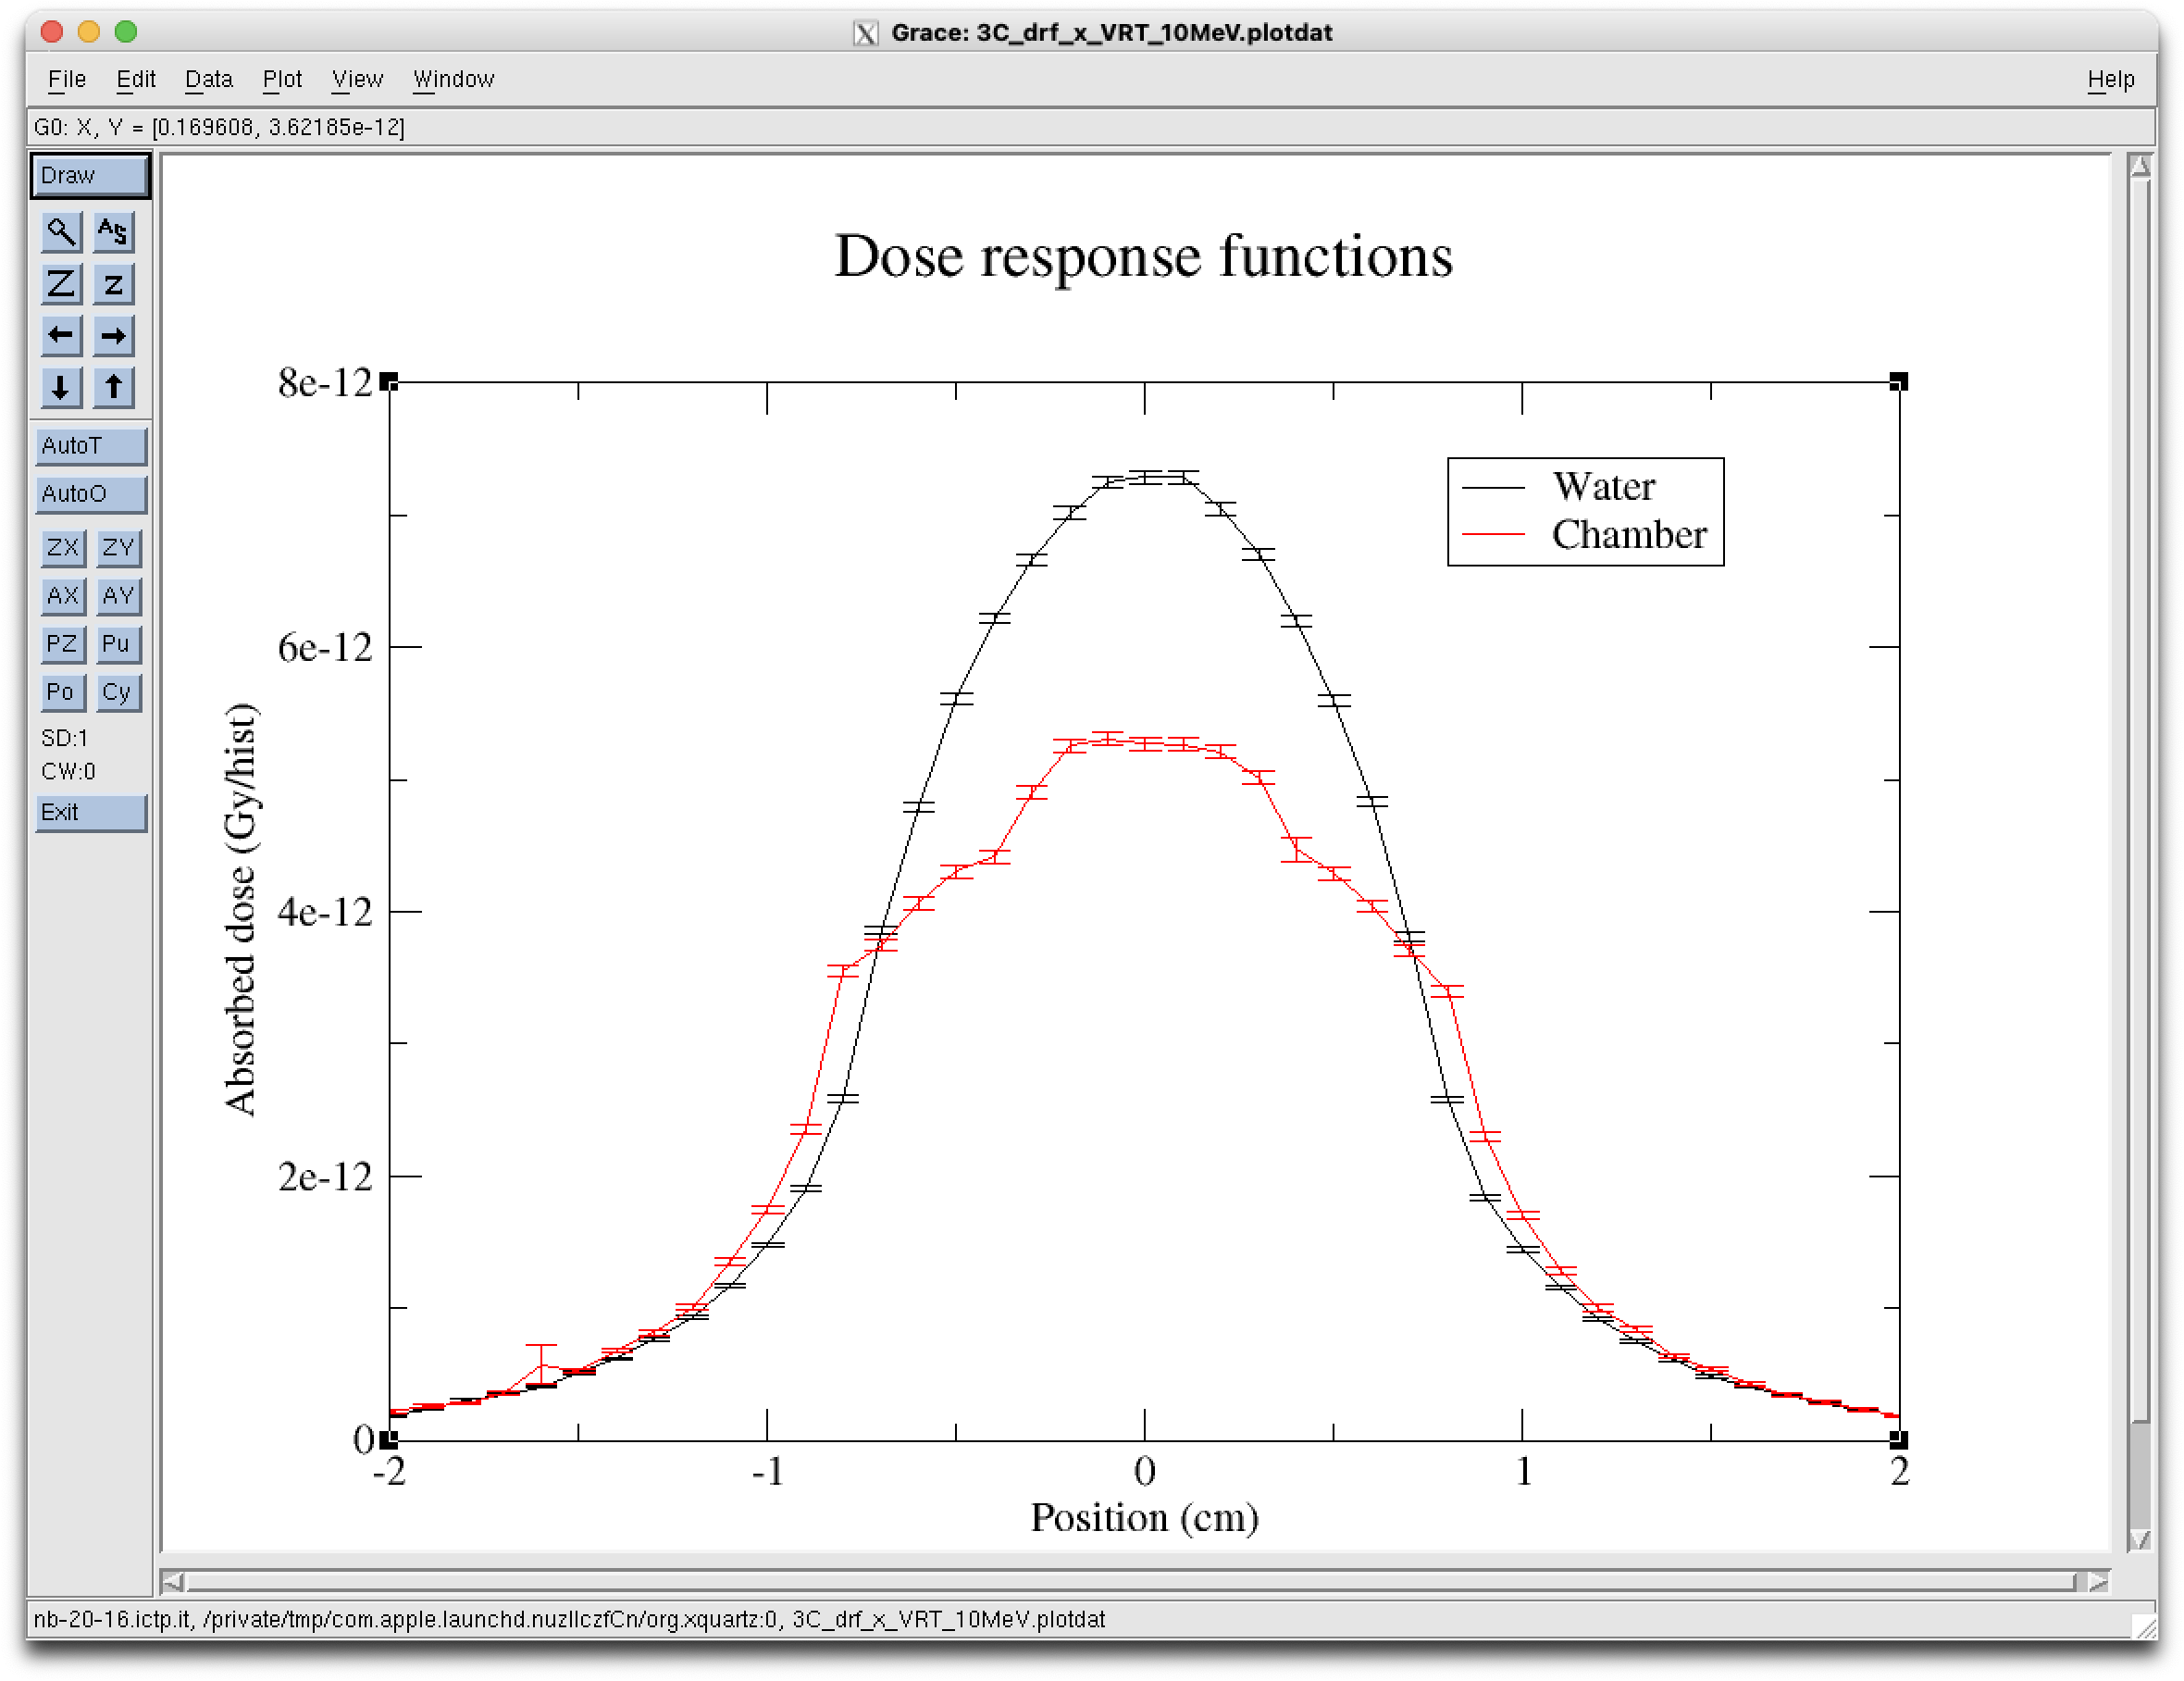 Grace: 3C_drf_x_VRT_10MeV.plotdat
File Edit Data Plot View Window Help
G0: X, Y = [0.169608, 3.62185e-12]
Draw
A S
Z z
AutoT
AutoO
ZX ZY
AX AY
PZ Pu
Po Cy
SD:1
CW:0
Exit
Dose response functions
8e-12
6e-12
4e-12
2e-12
0
Absorbed dose (Gy/hist)
Water
Chamber
-2 -1 0 1 2
Position (cm)
nb-20-16.ictp.it, /private/tmp/com.apple.launchd.nuzIlczfCn/org.xquartz:0, 3C_drf_x_VRT_10MeV.plotdat